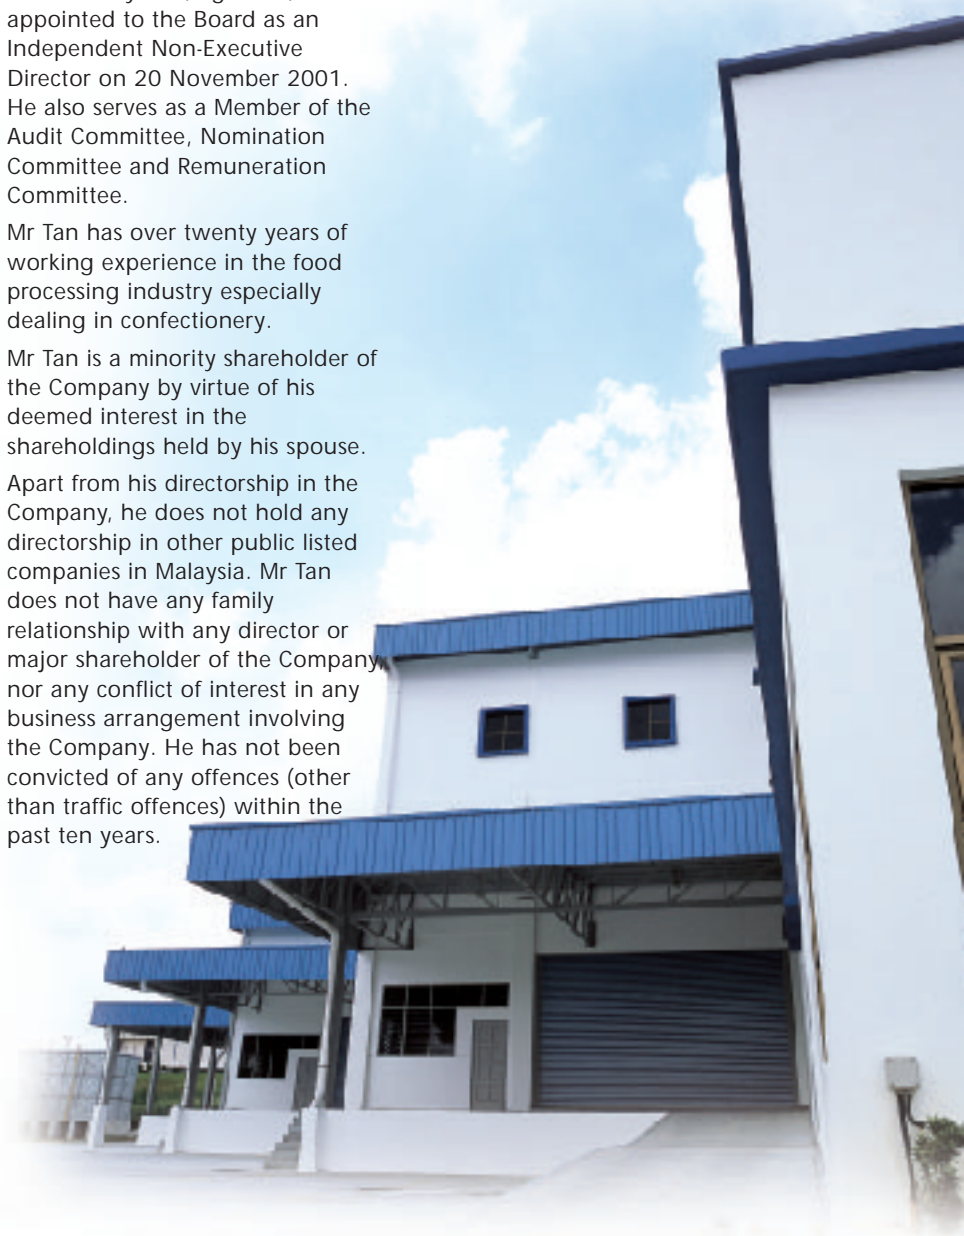 appointed to the Board as an
Independent Non-Executive
Director on 20 November 2001.
He also serves as a Member of the
Audit Committee, Nomination
Committee and Remuneration
Committee.
Mr Tan has over twenty years of
working experience in the food
processing industry especially
dealing in confectionery.
Mr Tan is a minority shareholder of
the Company by virtue of his
deemed interest in the
shareholdings held by his spouse.
Apart from his directorship in the
Company, he does not hold any
directorship in other public listed
companies in Malaysia. Mr Tan
does not have any family
relationship with any director or
major shareholder of the Company,
nor any conflict of interest in any
business arrangement involving
the Company. He has not been
convicted of any offences (other
than traffic offences) within the
past ten years.